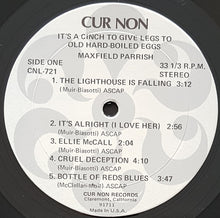 CUR NON
IT'S A CINCH TO GIVE LEGS TO
OLD HARD-BOILED EGGS
MAXFIELD PARRISH
SIDE ONE
CNL-721
33 1/3 R.P.M.
STEREO
1. THE LIGHTHOUSE IS FALLING 3:12
(Muir-Biasotti) ASCAP
2. IT'S ALRIGHT (I LOVE HER) 2:56
(Muir-Biasotti) ASCAP
3. ELLIE McCALL 2:04
(Muir-Biasotti) ASCAP
4. CRUEL DECEPTION 4:10
(Muir-Biasotti) ASCAP
5. BOTTLE OF REDS BLUES 3:47
(McClellan-Muir) ASCAP
CUR NON RECORDS
Claremont, California
91711
Made in U.S.A.